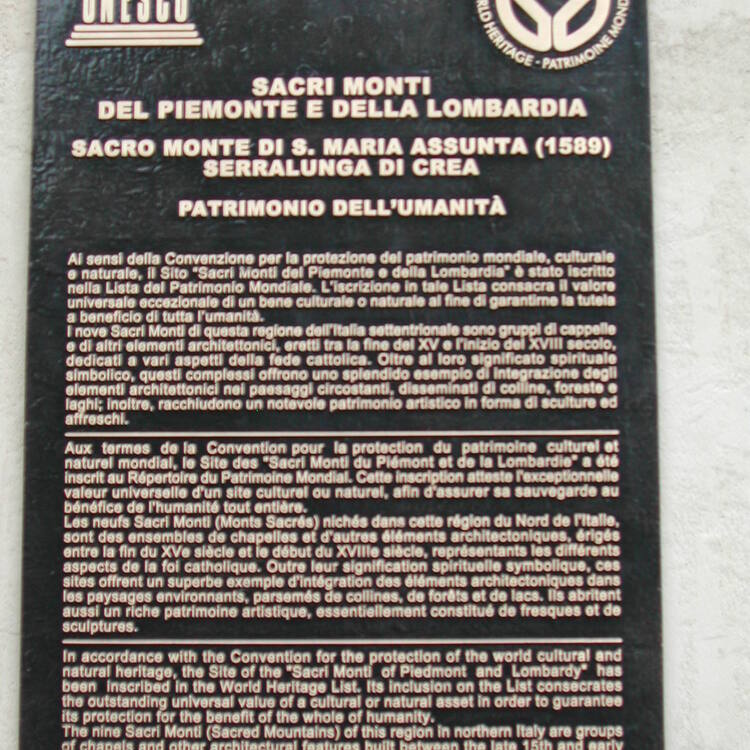 UNESCO
WORLD HERITAGE - PATRIMOINE MONDIAL
SACRI MONTI
DEL PIEMONTE E DELLA LOMBARDIA
SACRO MONTE DI S. MARIA ASSUNTA (1589)
SERRALUNGA DI CREA
PATRIMONIO DELL'UMANITÀ
Ai sensi della Convenzione per la protezione del patrimonio mondiale, culturale
e naturale, il Sito "Sacri Monti del Piemonte e della Lombardia" è stato iscritto
nella Lista del Patrimonio Mondiale. L'iscrizione in tale Lista consacra il valore
universale eccezionale di un bene culturale o naturale al fine di garantirne la tutela
a beneficio di tutta l'umanità.
I nove Sacri Monti di questa regione dell'Italia settentrionale sono gruppi di cappelle
e di altri elementi architettonici, eretti tra la fine del XV e l'inizio del XVIII secolo,
dedicati a vari aspetti della fede cattolica. Oltre al loro significato spirituale
simbolico, questi complessi offrono uno splendido esempio di integrazione degli
elementi architettonici nei paesaggi circostanti, disseminati di colline, foreste e
laghi; inoltre, racchiudono un notevole patrimonio artistico in forma di sculture ed
affreschi.
Aux termes de la Convention pour la protection du patrimoine culturel et
naturel mondial, le Site des "Sacri Monti du Piémont et de la Lombardie" a été
inscrit au Répertoire du Patrimoine Mondial. Cette inscription atteste l'exceptionnelle
valeur universelle d'un site culturel ou naturel, afin d'assurer sa sauvegarde au
bénéfice de l'humanité tout entière.
Les neufs Sacri Monti (Monts Sacrés) nichés dans cette région du Nord de l'Italie,
sont des ensembles de chapelles et d'autres éléments architectoniques, érigés
entre la fin du XVe siècle et le début du XVIIIe siècle, représentants les différents
aspects de la foi catholique. Outre leur signification spirituelle symbolique, ces
sites offrent un superbe exemple d'intégration des éléments architectoniques dans
les paysages environnants, parsemés de collines, de forêts et de lacs. Ils abritent
aussi un riche patrimoine artistique, essentiellement constitué de fresques et de
sculptures.
In accordance with the Convention for the protection of the world cultural and
natural heritage, the Site of the "Sacri Monti of Piedmont and Lombardy" has
been inscribed in the World Heritage List. Its inclusion on the List consecrates
the outstanding universal value of a cultural or natural asset in order to guarantee
its protection for the benefit of the whole of humanity.
The nine Sacri Monti (Sacred Mountains) of this region in northern Italy are groups
of chapels and other architectural features built between the late 15th and early